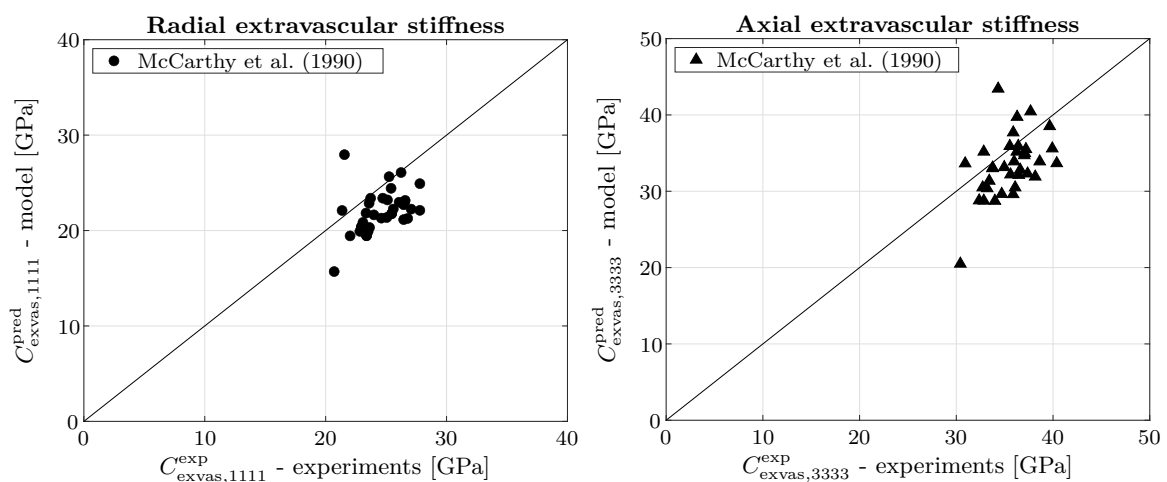 Radial extravascular stiffness
McCarthy et al. (1990)
C^pred_exvas,1111 - model [GPa]
40
30
20
10
0
0 10 20 30 40
C^exp_exvas,1111 - experiments [GPa]
Axial extravascular stiffness
McCarthy et al. (1990)
C^pred_exvas,3333 - model [GPa]
50
40
30
20
10
0
0 10 20 30 40 50
C^exp_exvas,3333 - experiments [GPa]